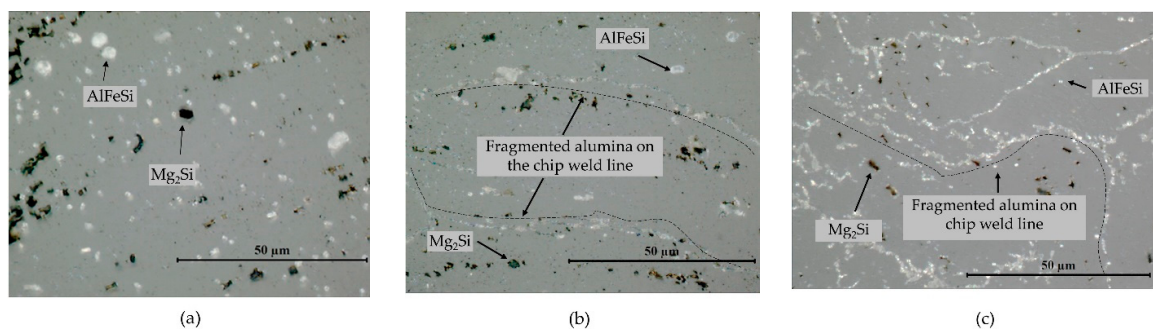 AlFeSi
Mg₂Si
50 µm
(a)
AlFeSi
Fragmented alumina on
the chip weld line
Mg₂Si
50 µm
(b)
AlFeSi
Mg₂Si
Fragmented alumina on
chip weld line
50 µm
(c)